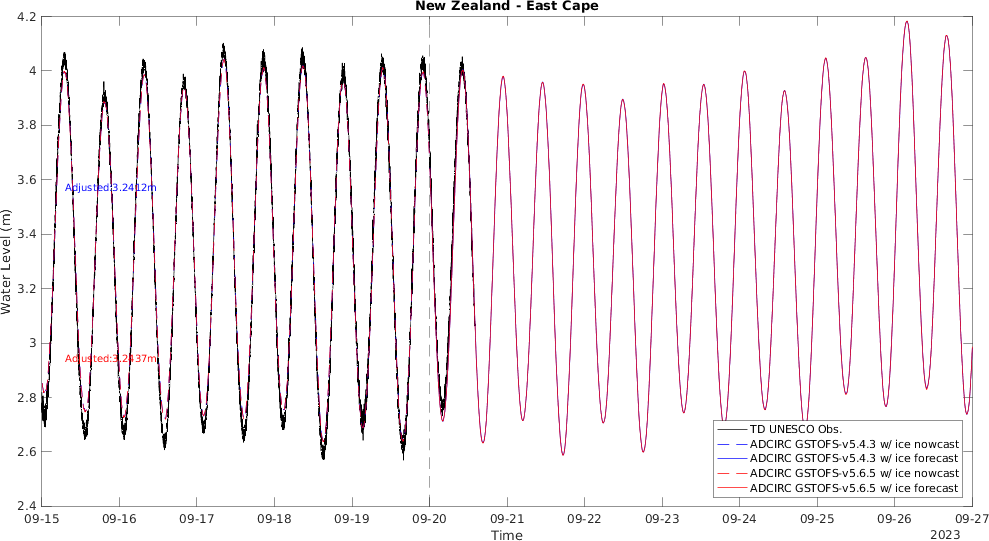 New Zealand - East Cape
Water Level (m)
4.2
4
3.8
3.6
3.4
3.2
3
2.8
2.6
2.4
Adjusted:3.2412m
Adjusted:3.2437m
TD UNESCO Obs.
ADCIRC GSTOFS-v5.4.3 w/ ice nowcast
ADCIRC GSTOFS-v5.4.3 w/ ice forecast
ADCIRC GSTOFS-v5.6.5 w/ ice nowcast
ADCIRC GSTOFS-v5.6.5 w/ ice forecast
09-15 09-16 09-17 09-18 09-19 09-20 09-21 09-22 09-23 09-24 09-25 09-26 09-27
Time
2023